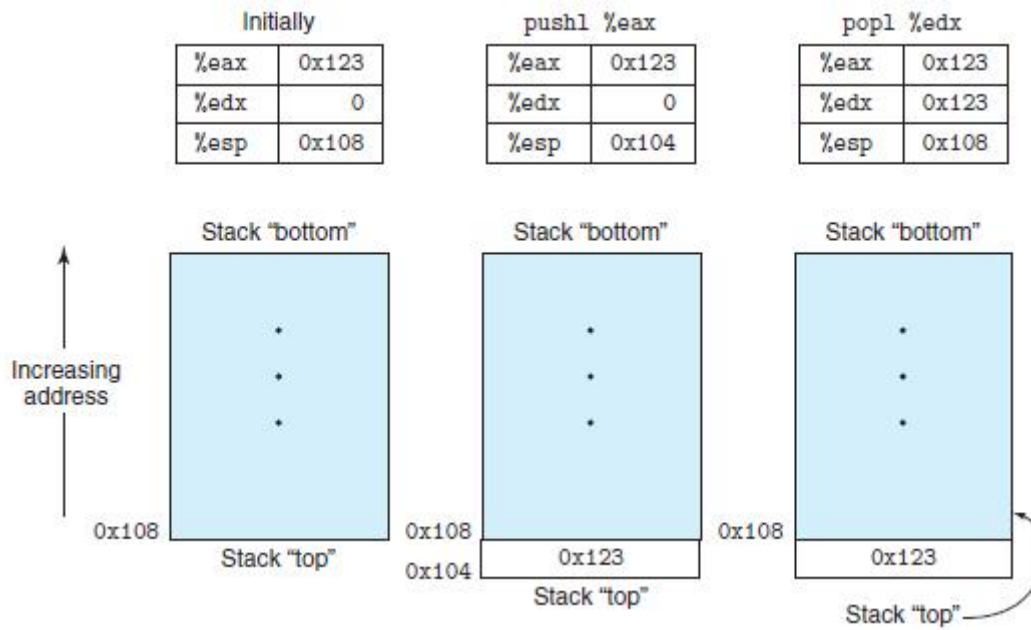 Initially
%eax 0x123
%edx 0
%esp 0x108
pushl %eax
%eax 0x123
%edx 0
%esp 0x104
popl %edx
%eax 0x123
%edx 0x123
%esp 0x108
Increasing
address
Stack “bottom”
0x108
Stack “top”
Stack “bottom”
0x108
0x123
0x104
Stack “top”
Stack “bottom”
0x108
0x123
Stack “top”